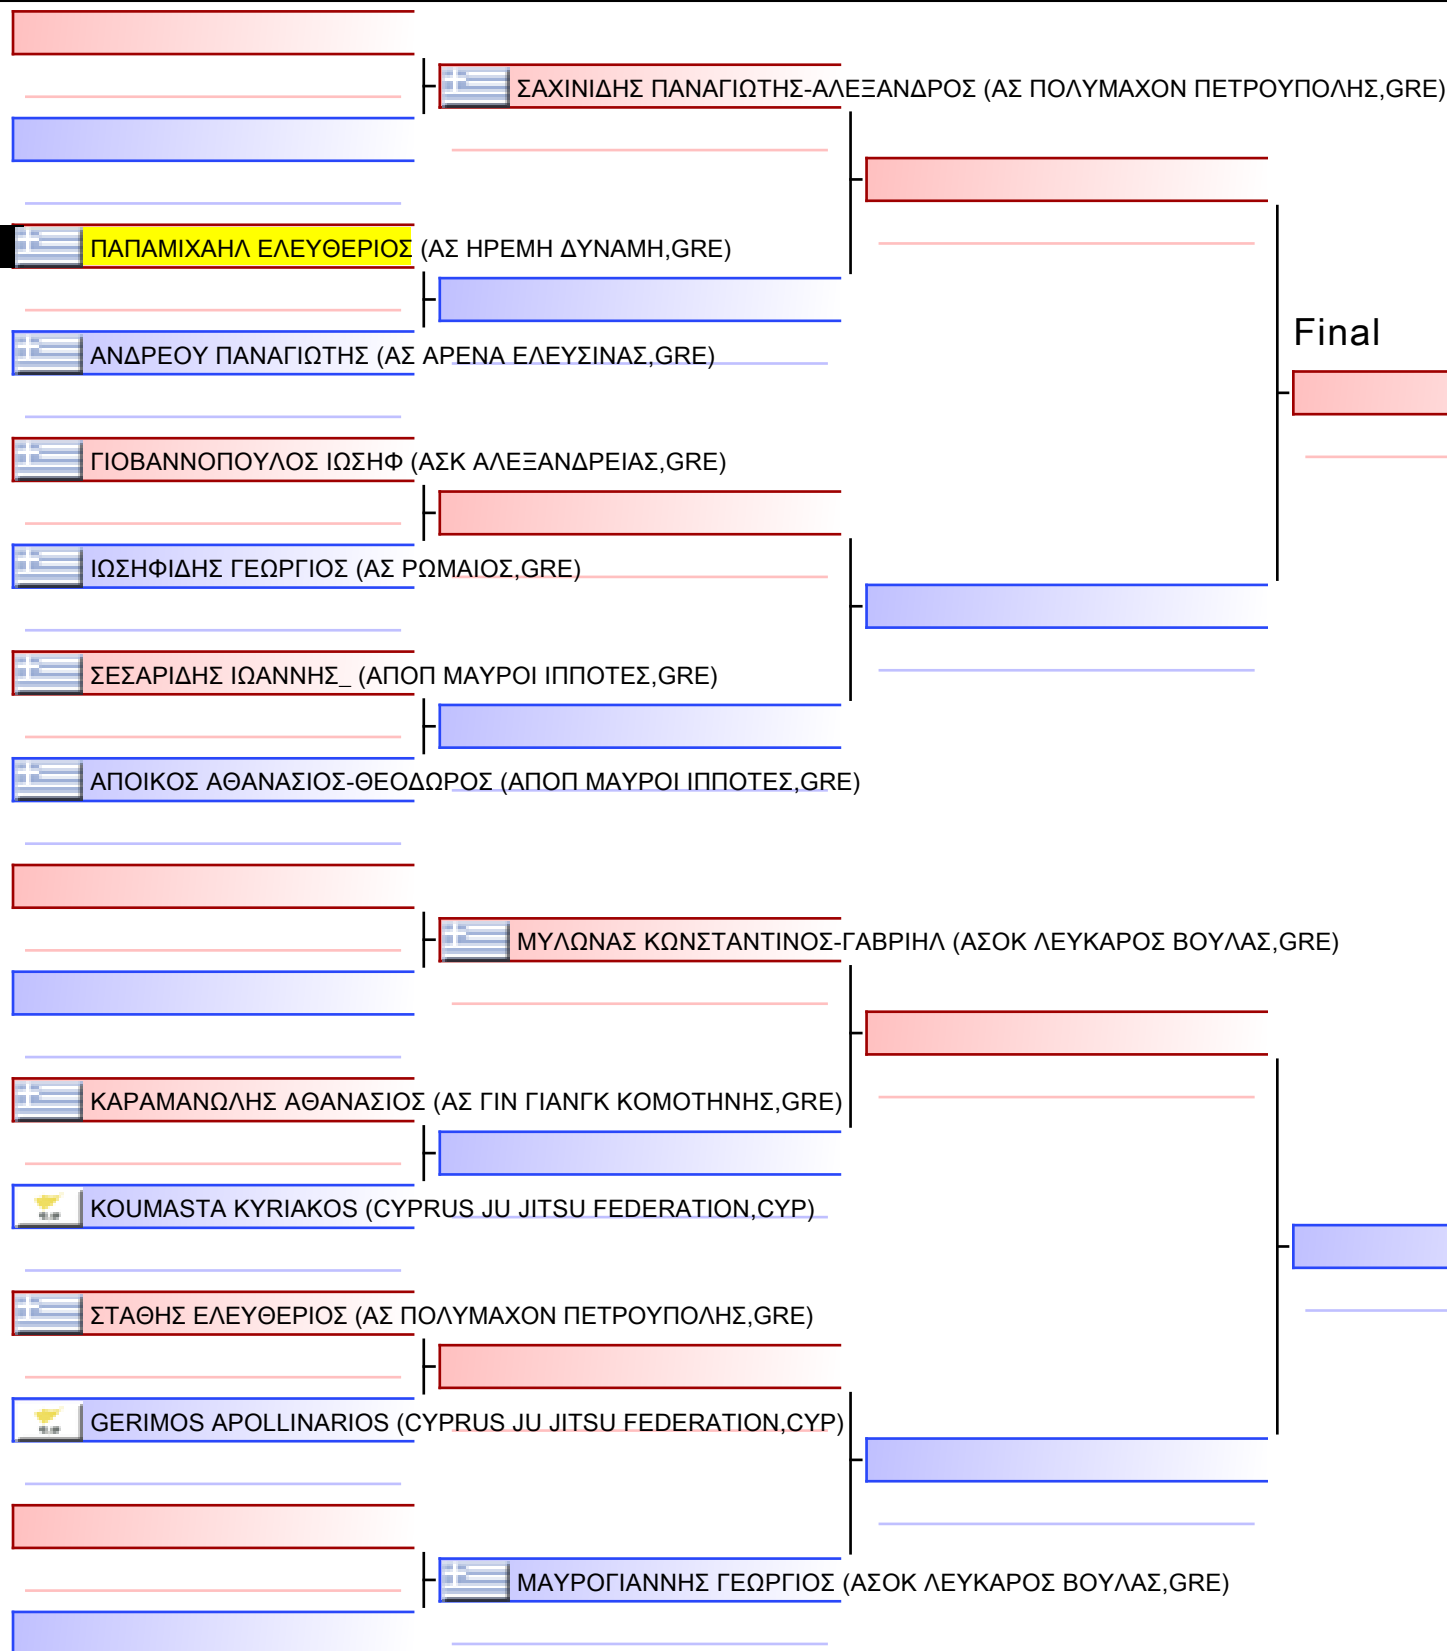 ΣΑΧΙΝΙΔΗΣ ΠΑΝΑΓΙΩΤΗΣ-ΑΛΕΞΑΝΔΡΟΣ (ΑΣ ΠΟΛΥΜΑΧΟΝ ΠΕΤΡΟΥΠΟΛΗΣ,GRE)
ΠΑΠΑΜΙΧΑΗΛ ΕΛΕΥΘΕΡΙΟΣ (ΑΣ ΗΡΕΜΗ ΔΥΝΑΜΗ,GRE)
Final
ΑΝΔΡΕΟΥ ΠΑΝΑΓΙΩΤΗΣ (ΑΣ ΑΡΕΝΑ ΕΛΕΥΣΙΝΑΣ,GRE)
ΓΙΟΒΑΝΝΟΠΟΥΛΟΣ ΙΩΣΗΦ (ΑΣΚ ΑΛΕΞΑΝΔΡΕΙΑΣ,GRE)
ΙΩΣΗΦΙΔΗΣ ΓΕΩΡΓΙΟΣ (ΑΣ ΡΩΜΑΙΟΣ,GRE)
ΣΕΣΑΡΙΔΗΣ ΙΩΑΝΝΗΣ_ (ΑΠΟΠ ΜΑΥΡΟΙ ΙΠΠΟΤΕΣ,GRE)
ΑΠΟΙΚΟΣ ΑΘΑΝΑΣΙΟΣ-ΘΕΟΔΩΡΟΣ (ΑΠΟΠ ΜΑΥΡΟΙ ΙΠΠΟΤΕΣ,GRE)
ΜΥΛΩΝΑΣ ΚΩΝΣΤΑΝΤΙΝΟΣ-ΓΑΒΡΙΗΛ (ΑΣΟΚ ΛΕΥΚΑΡΟΣ ΒΟΥΛΑΣ,GRE)
ΚΑΡΑΜΑΝΩΛΗΣ ΑΘΑΝΑΣΙΟΣ (ΑΣ ΓΙΝ ΓΙΑΝΓΚ ΚΟΜΟΤΗΝΗΣ,GRE)
KOUMASTA KYRIAKOS (CYPRUS JU JITSU FEDERATION,CYP)
ΣΤΑΘΗΣ ΕΛΕΥΘΕΡΙΟΣ (ΑΣ ΠΟΛΥΜΑΧΟΝ ΠΕΤΡΟΥΠΟΛΗΣ,GRE)
GERIMOS APOLLINARIOS (CYPRUS JU JITSU FEDERATION,CYP)
ΜΑΥΡΟΓΙΑΝΝΗΣ ΓΕΩΡΓΙΟΣ (ΑΣΟΚ ΛΕΥΚΑΡΟΣ ΒΟΥΛΑΣ,GRE)